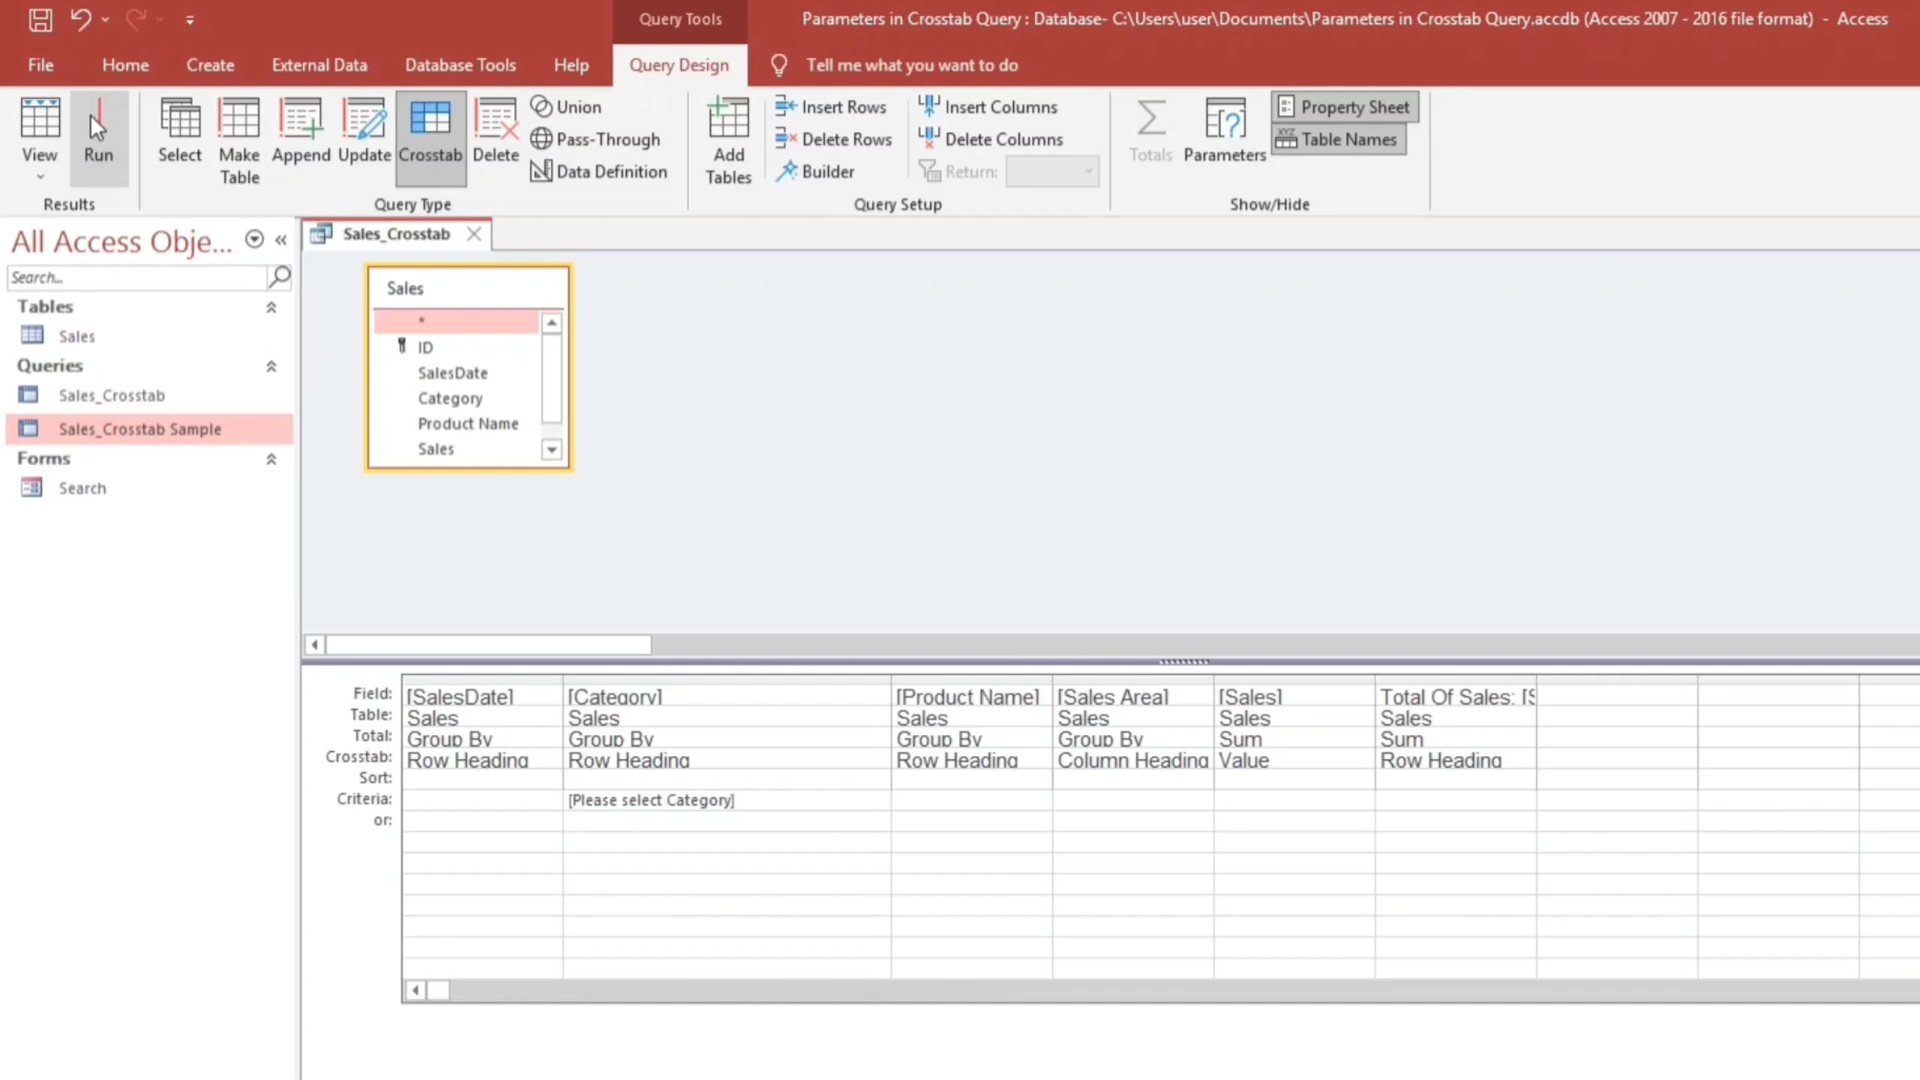 Query Tools
Parameters in Crosstab Query : Database- C:\Users\user\Documents\Parameters in Crosstab Query.accdb (Access 2007 - 2016 file format)  -  Access
File
Home
Create
External Data
Database Tools
Help
Query Design
Tell me what you want to do
View
Run
Select
Make Table
Append
Update
Crosstab
Delete
Union
Pass-Through
Data Definition
Add Tables
Insert Rows
Delete Rows
Builder
Insert Columns
Delete Columns
Return:
Totals
Parameters
Property Sheet
Table Names
Results
Query Type
Query Setup
Show/Hide
All Access Obje...
Search...
Tables
Sales
Queries
Sales_Crosstab
Sales_Crosstab Sample
Forms
Search
Sales_Crosstab
Sales
*
ID
SalesDate
Category
Product Name
Sales
Field: [SalesDate] [Category] [Product Name] [Sales Area] [Sales] Total Of Sales: [S
Table: Sales Sales Sales Sales Sales Sales
Total: Group By Group By Group By Group By Sum Sum
Crosstab: Row Heading Row Heading Row Heading Column Heading Value Row Heading
Sort:
Criteria: [Please select Category]
or: